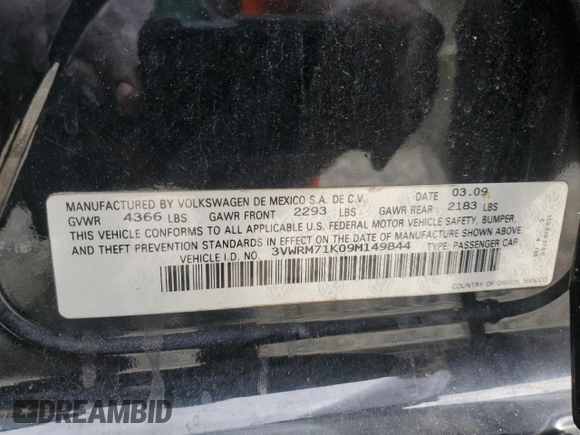 MANUFACTURED BY VOLKSWAGEN DE MEXICO S.A. DE C.V. DATE 03.09
GVWR 4366 LBS GAWR FRONT 2293 LBS GAWR REAR 2183 LBS
THIS VEHICLE CONFORMS TO ALL APPLICABLE U.S. FEDERAL MOTOR VEHICLE SAFETY, BUMPER,
AND THEFT PREVENTION STANDARDS IN EFFECT ON THE DATE OF MANUFACTURE SHOWN ABOVE.
VEHICLE I.D. NO. 3VWRM71K09M149844 TYPE: PASSENGER CAR
COUNTRY OF ORIGIN: MEXICO
DREAMBID